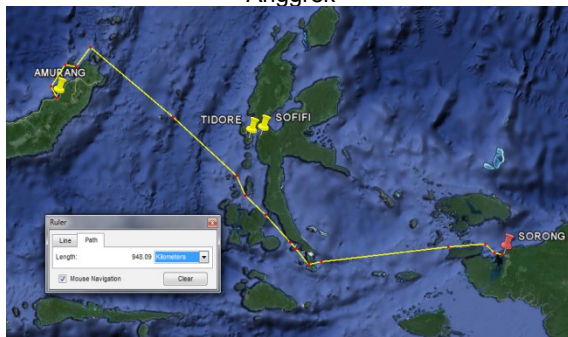 Anggrek
AMURANG
TIDORE
SOFIFI
SORONG
Ruler
Line Path
Length: 948.09 Kilometers
Mouse Navigation Clear